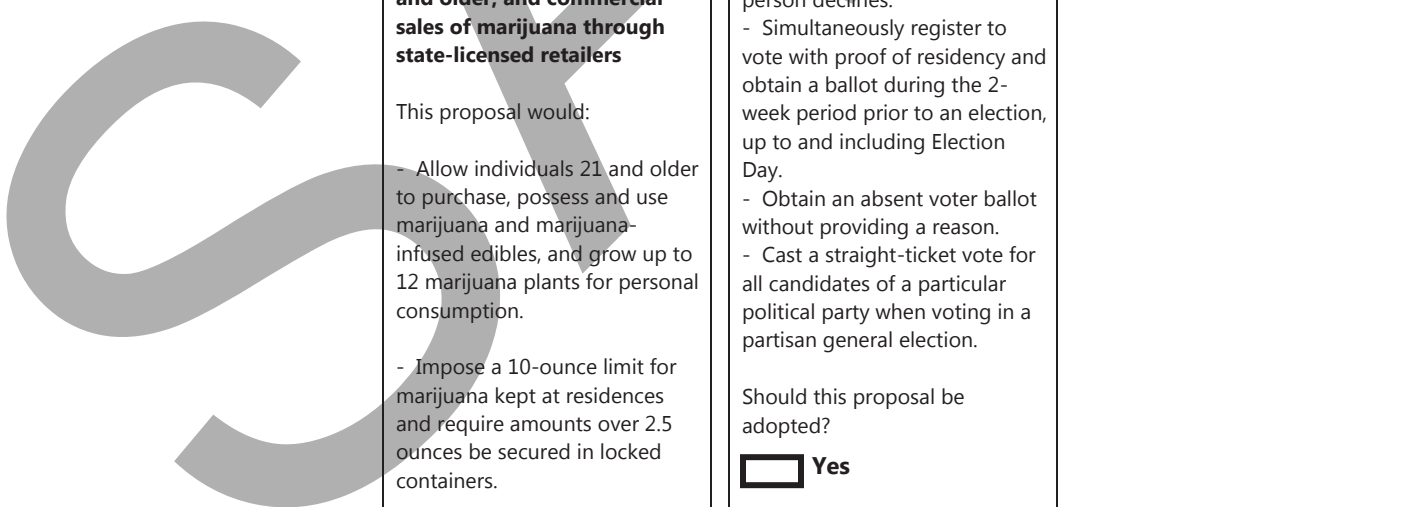 and older, and commercial
sales of marijuana through
state-licensed retailers
This proposal would:
- Allow individuals 21 and older
to purchase, possess and use
marijuana and marijuana-
infused edibles, and grow up to
12 marijuana plants for personal
consumption.
- Impose a 10-ounce limit for
marijuana kept at residences
and require amounts over 2.5
ounces be secured in locked
containers.
person declines.
- Simultaneously register to
vote with proof of residency and
obtain a ballot during the 2-
week period prior to an election,
up to and including Election
Day.
- Obtain an absent voter ballot
without providing a reason.
- Cast a straight-ticket vote for
all candidates of a particular
political party when voting in a
partisan general election.
Should this proposal be
adopted?
Yes